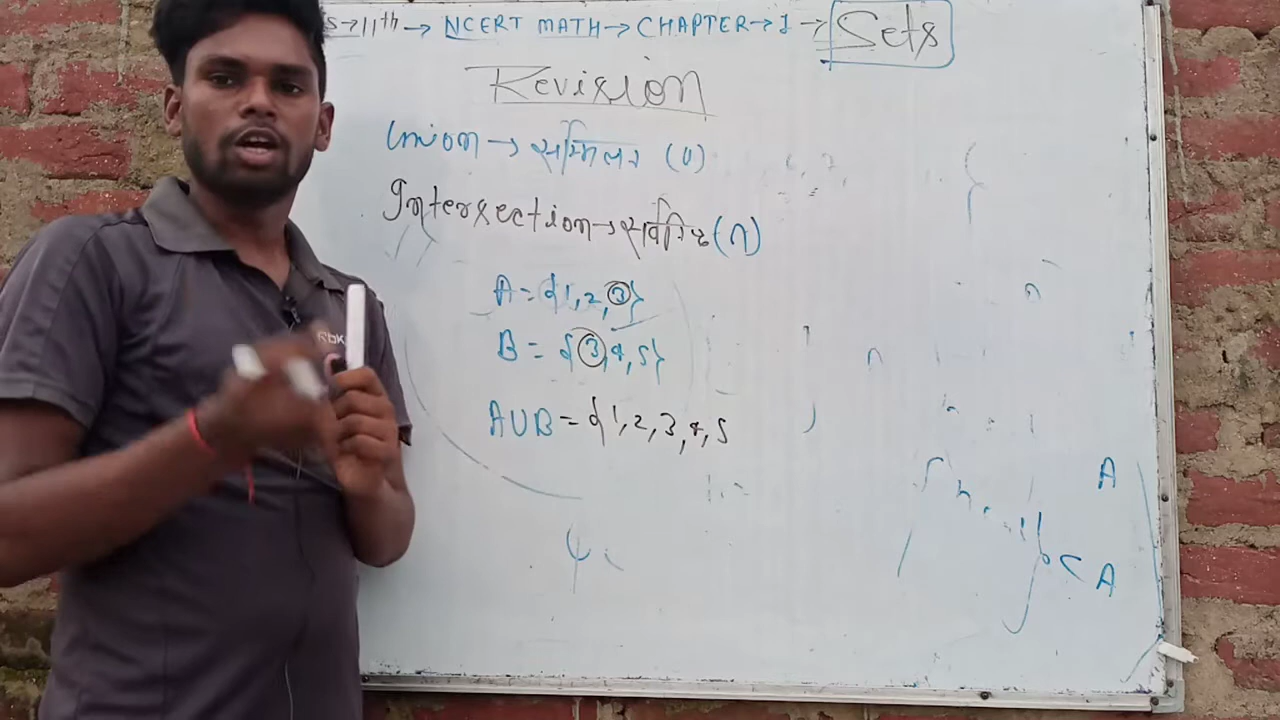 s→11th→ NCERT MATH→ CHAPTER→1→ Sets
Revision
Union→ सम्मिलन (U)
Intersection→ सर्वनिष्ठ (∩)
A = {1,2,3}
B = {3,4,5}
AUB = {1,2,3,4,5
A
A